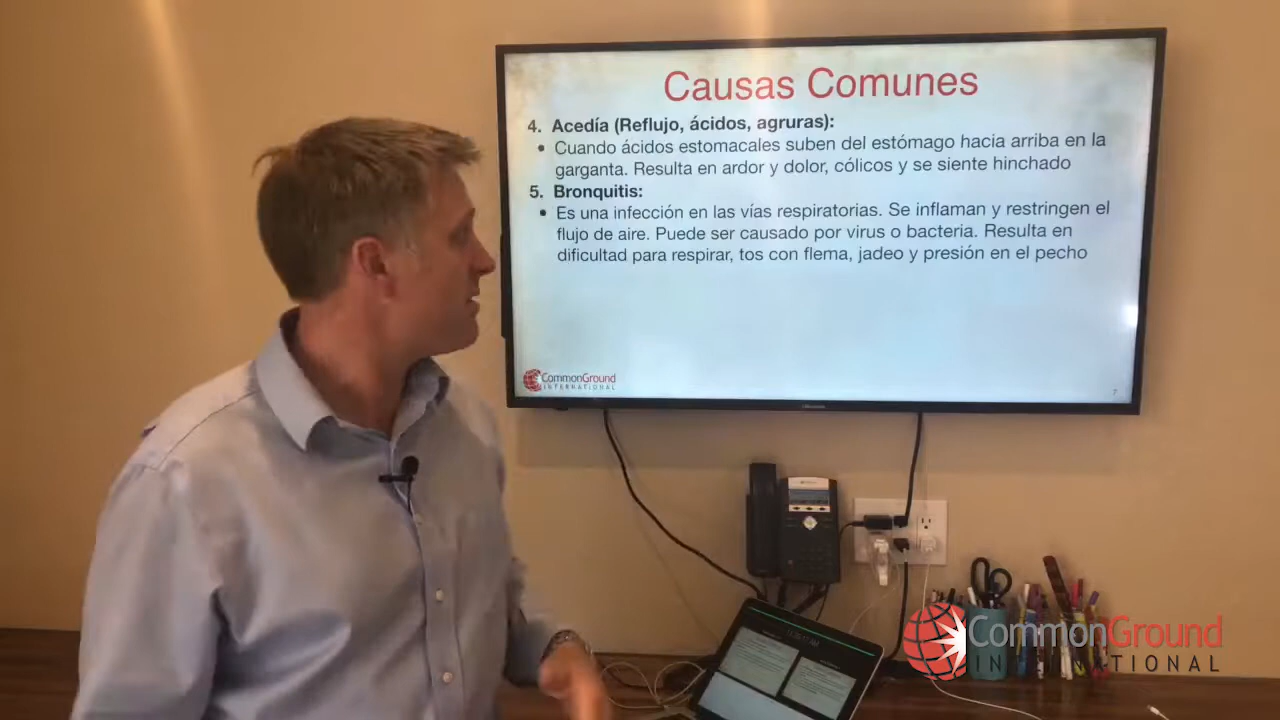 Causas Comunes
4. Acedía (Reflujo, ácidos, agruras):
• Cuando ácidos estomacales suben del estómago hacia arriba en la
garganta. Resulta en ardor y dolor, cólicos y se siente hinchado
5. Bronquitis:
• Es una infección en las vías respiratorias. Se inflaman y restringen el
flujo de aire. Puede ser causado por virus o bacteria. Resulta en
dificultad para respirar, tos con flema, jadeo y presión en el pecho
CommonGround
INTERNATIONAL
7
CommonGround
INTERNATIONAL